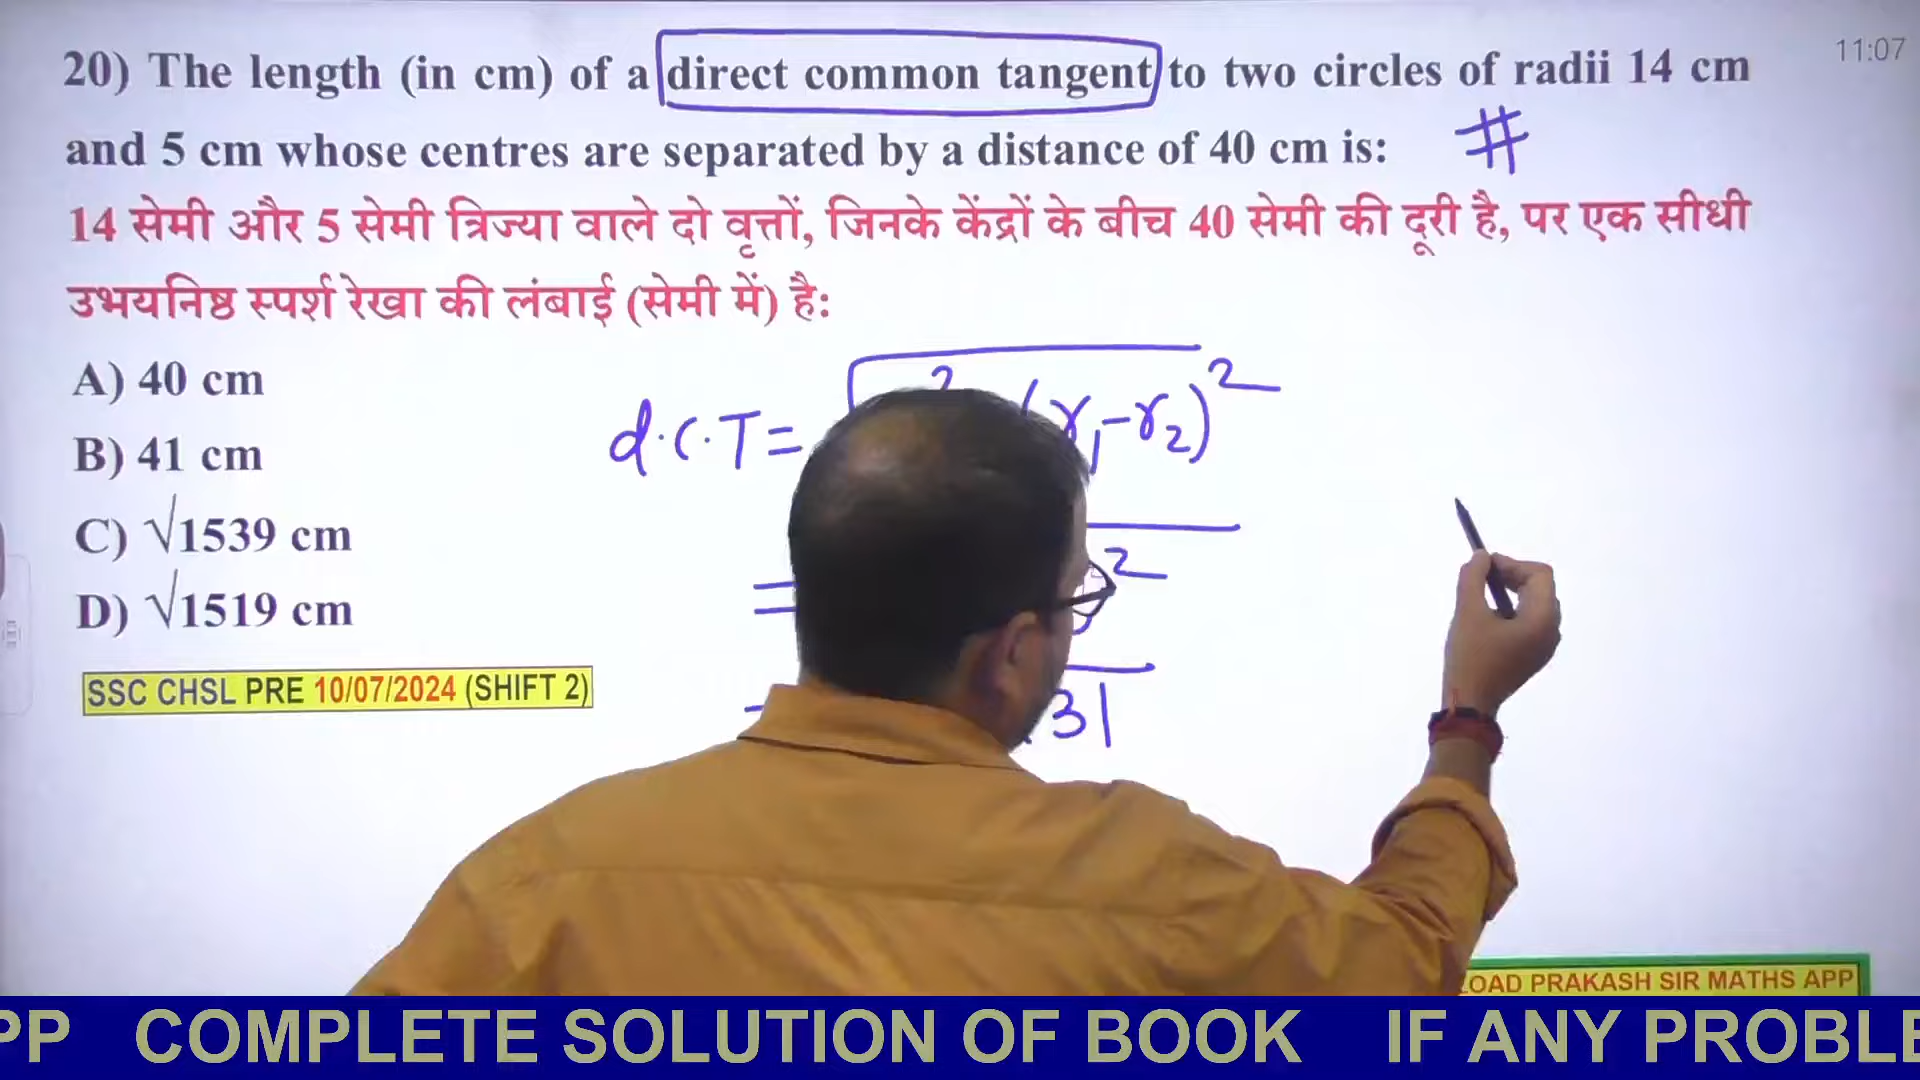 20) The length (in cm) of a direct common tangent to two circles of radii 14 cm
11:07
and 5 cm whose centres are separated by a distance of 40 cm is: #
14 सेमी और 5 सेमी त्रिज्या वाले दो वृत्तों, जिनके केंद्रों के बीच 40 सेमी की दूरी है, पर एक सीधी
उभयनिष्ठ स्पर्श रेखा की लंबाई (सेमी में) है:
A) 40 cm
B) 41 cm
C) √1539 cm
D) √1519 cm
d.C.T =
2
(r₁-r₂)²
=
2
31
SSC CHSL PRE 10/07/2024 (SHIFT 2)
PRAKASH SIR MATHS APP
COMPLETE SOLUTION OF BOOK IF ANY